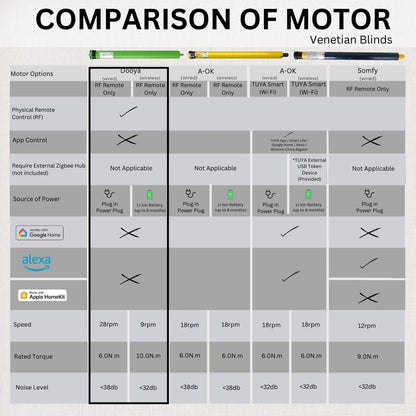 COMPARISON OF MOTOR
Venetian Blinds
Motor Options
Dooya
A-OK
A-OK
Somfy
(wired) (wireless) (wired) (wireless) (wired) (wireless) (wired)
RF Remote Only
RF Remote Only
RF Remote Only
RF Remote Only
TUYA Smart (Wi-Fi)
TUYA Smart (Wi-Fi)
RF Remote Only
Physical Remote
Control (RF)
App Control
TUYA App / Smart Life /
Google Home / Alexa /
Mihome (China Region)
Require External Zigbee Hub
(not included)
Not Applicable
Not Applicable
*TUYA External
USB Token
Device
(Provided)
Not Applicable
Source of Power
Plug in Power Plug
Li-ion Battery (up to 6 months)
Plug in Power Plug
Li-ion Battery (up to 6 months)
Plug in Power Plug
Li-ion Battery (up to 6 months)
Plug in Power Plug
works with
Google Home
alexa
Works with
Apple HomeKit
Speed
28rpm 9rpm 18rpm 18rpm 18rpm 18rpm 12rpm
Rated Torque
6.0N.m 10.0N.m 6.0N.m 6.0N.m 6.0N.m 6.0N.m 9.0N.m
Noise Level
<38db <32db <38db <38db <32db <32db <32db